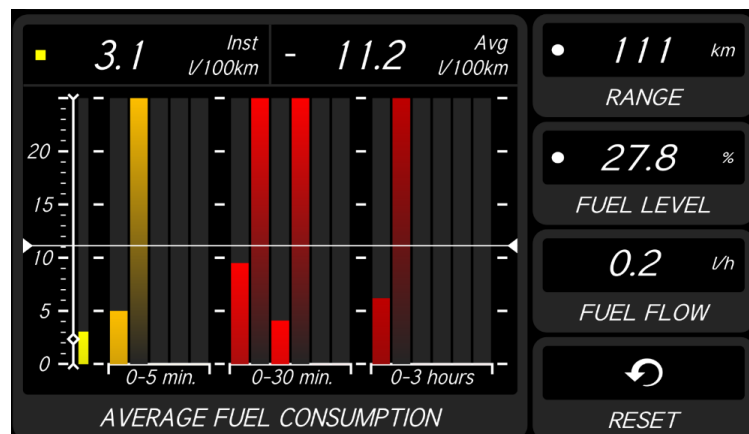 3.1 Inst l/100km - 11.2 Avg l/100km
20
15
10
5
0
0-5 min. 0-30 min. 0-3 hours
AVERAGE FUEL CONSUMPTION
111 km
RANGE
27.8 %
FUEL LEVEL
0.2 l/h
FUEL FLOW
RESET